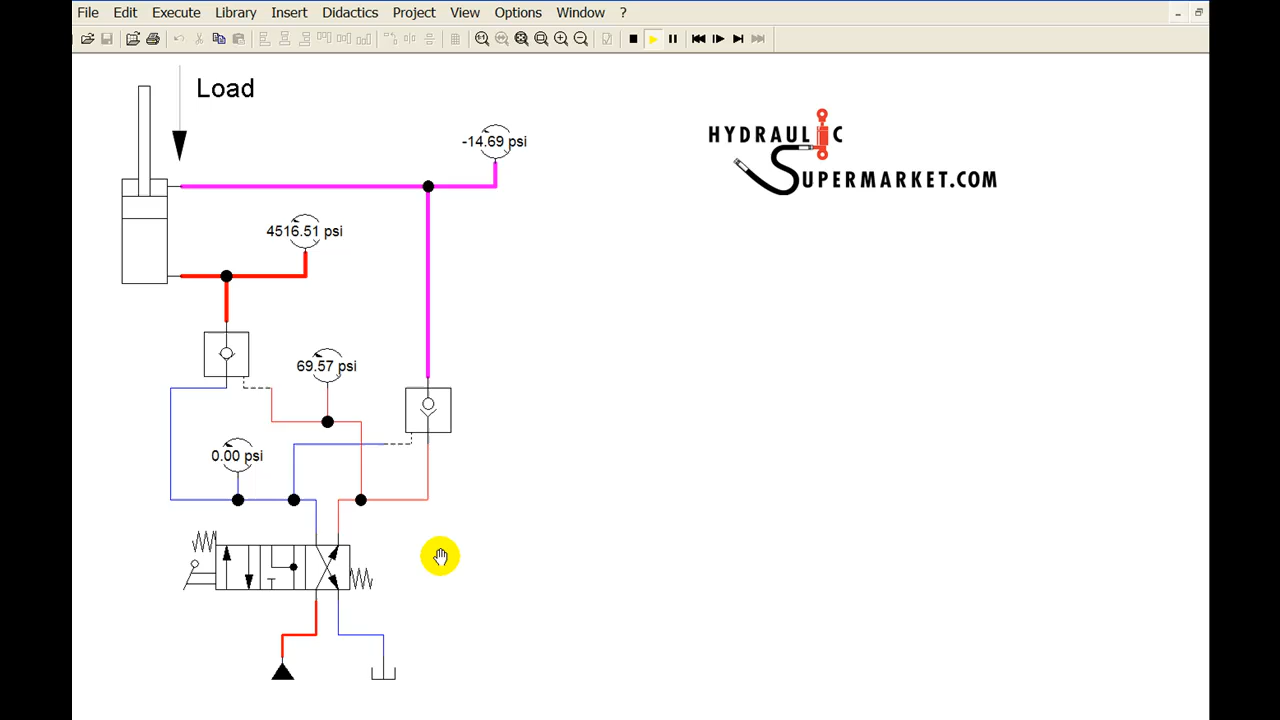 File Edit Execute Library Insert Didactics Project View Options Window ?
Load
-14.69 psi
4516.51 psi
69.57 psi
0.00 psi
HYDRAULIC
SUPERMARKET.COM